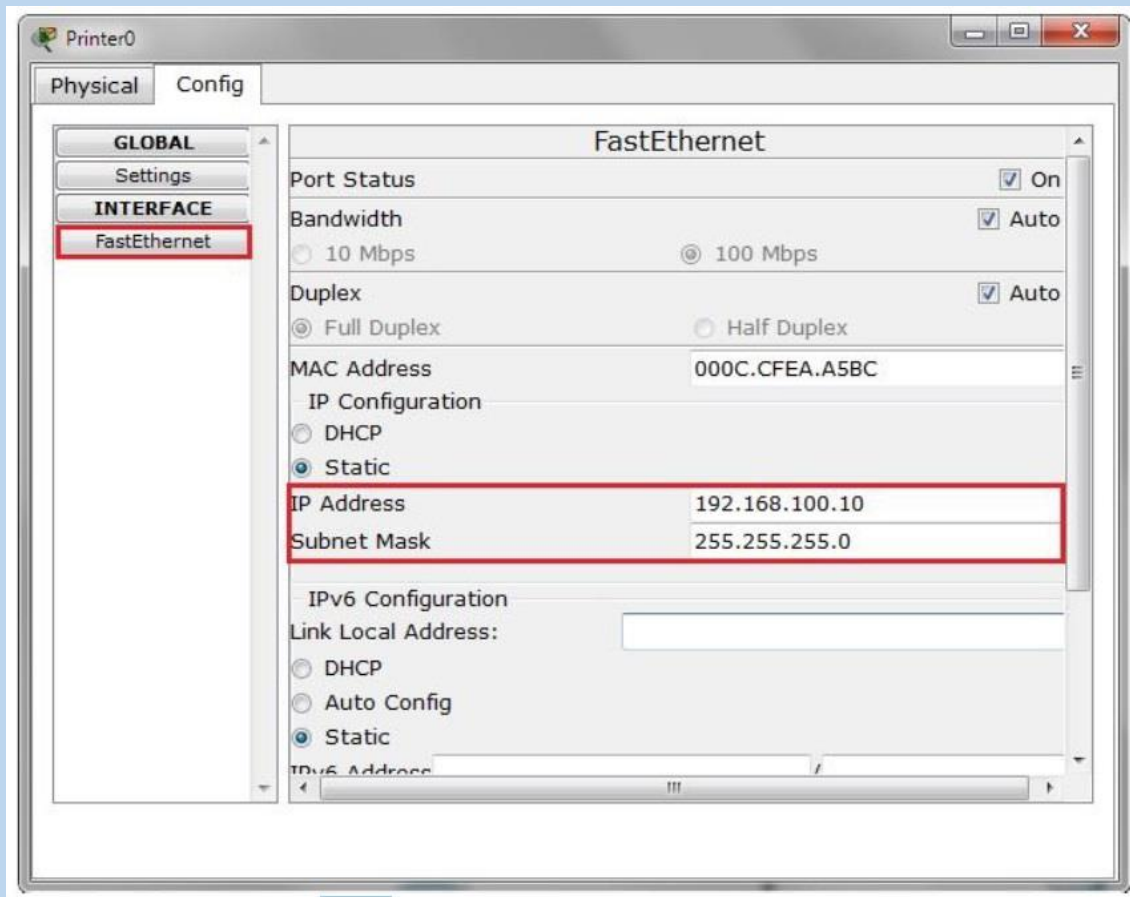 Printer0
Physical Config
GLOBAL
Settings
INTERFACE
FastEthernet
FastEthernet
Port Status On
Bandwidth Auto
10 Mbps 100 Mbps
Duplex Auto
Full Duplex Half Duplex
MAC Address 000C.CFEA.A5BC
IP Configuration
DHCP
Static
IP Address 192.168.100.10
Subnet Mask 255.255.255.0
IPv6 Configuration
Link Local Address:
DHCP
Auto Config
Static
IPv6 Address /